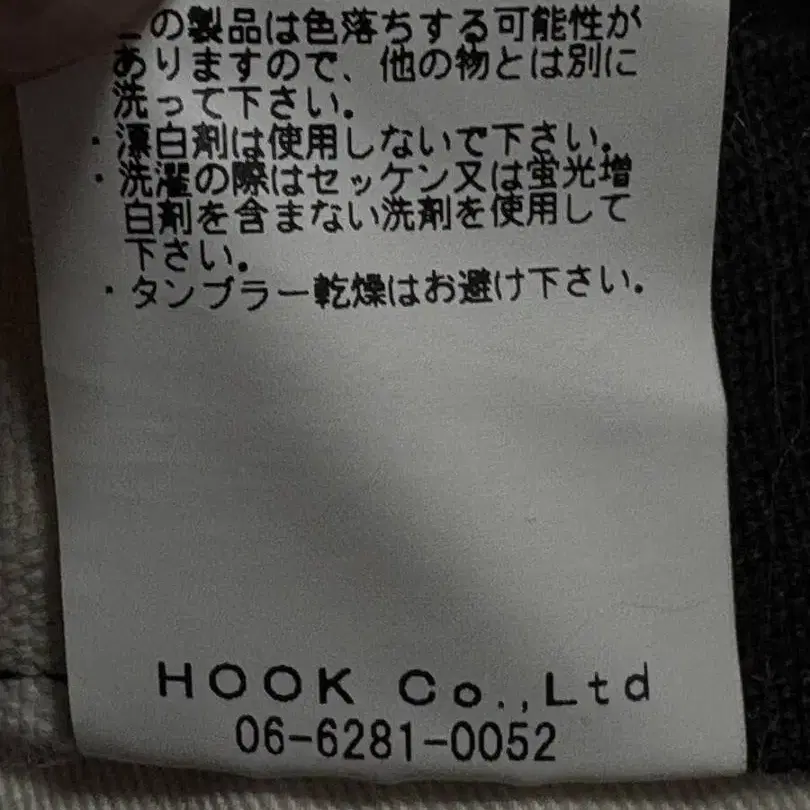 この製品は色落ちする可能性が
ありますので、他の物とは別に
洗って下さい。
・漂白剤は使用しないで下さい。
・洗濯の際はセッケン又は蛍光増
白剤を含まない洗剤を使用して
下さい。
・タンブラー乾燥はお避け下さい。
HOOK Co.,Ltd
06-6281-0052